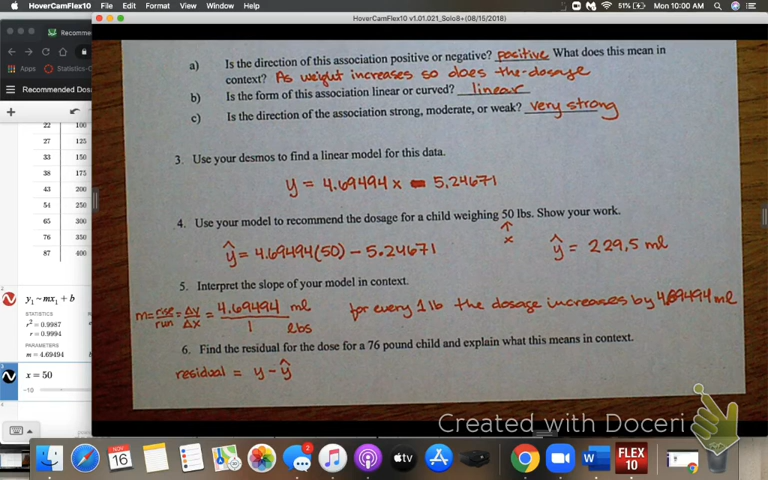 HoverCamFlex10 File Edit Format View Window Help 51% Mon 10:00 AM
HoverCamFlex10 v1.01.021_Solo8+(08/15/2018)
Recomme
Apps Statistics-C
Recommended Dos
22 100
27 125
33 150
38 175
43 200
54 250
65 300
76 350
87 400
y₁ ~ mx₁ + b
STATISTICS
r² = 0.9987
r = 0.9994
PARAMETERS
m = 4.69494
x = 50
-10
a) Is the direction of this association positive or negative? positive What does this mean in
context? As weight increases so does the dosage
b) Is the form of this association linear or curved? linear
c) Is the direction of the association strong, moderate, or weak? very strong
3. Use your desmos to find a linear model for this data.
y = 4.69494x - 5.24671
4. Use your model to recommend the dosage for a child weighing 50 lbs. Show your work.
x
ŷ = 4.69494(50) - 5.24671 ŷ = 229.5 ml
5. Interpret the slope of your model in context.
m = rise/run = Δy/Δx = 4.69494 ml / 1 lbs for every 1 lb the dosage increases by 4.69494 ml
6. Find the residual for the dose for a 76 pound child and explain what this means in context.
residual = y - ŷ
Created with Doceri
NOV
16
2
tv
W
FLEX
10